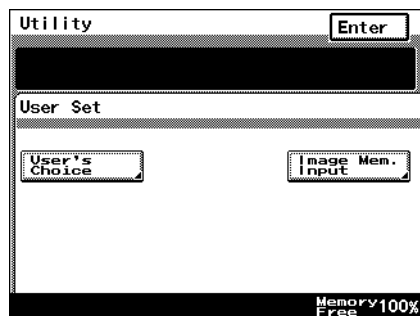 Utility
Enter
User Set
User's
Choice
Image Mem.
Input
Memory
Free 100%